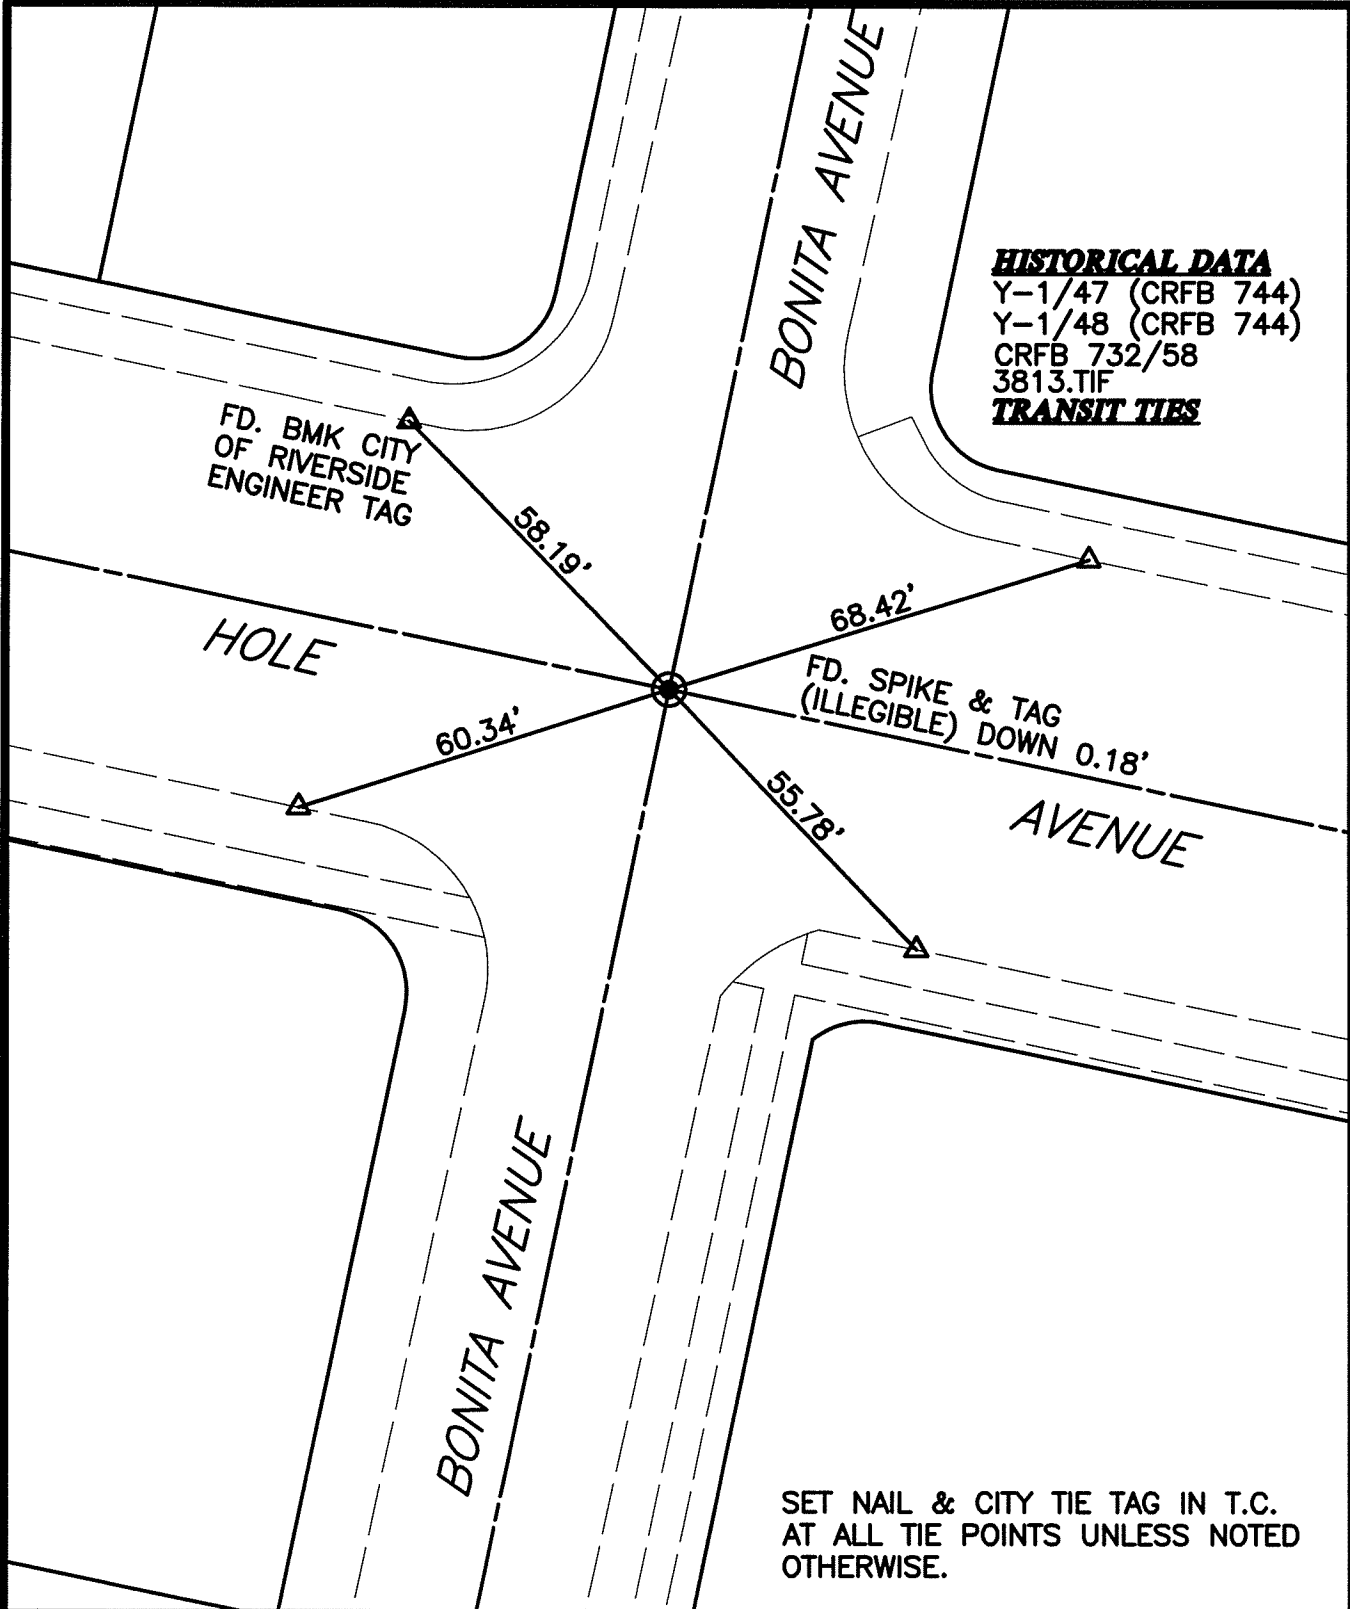 BONITA AVENUE
HISTORICAL DATA
Y-1/47 (CRFB 744)
Y-1/48 (CRFB 744)
CRFB 732/58
3813.TIF
TRANSIT TIES
FD. BMK CITY
OF RIVERSIDE
ENGINEER TAG
58.19'
68.42'
HOLE
FD. SPIKE & TAG
(ILLEGIBLE) DOWN 0.18'
60.34'
55.78'
AVENUE
BONITA AVENUE
SET NAIL & CITY TIE TAG IN T.C.
AT ALL TIE POINTS UNLESS NOTED
OTHERWISE.